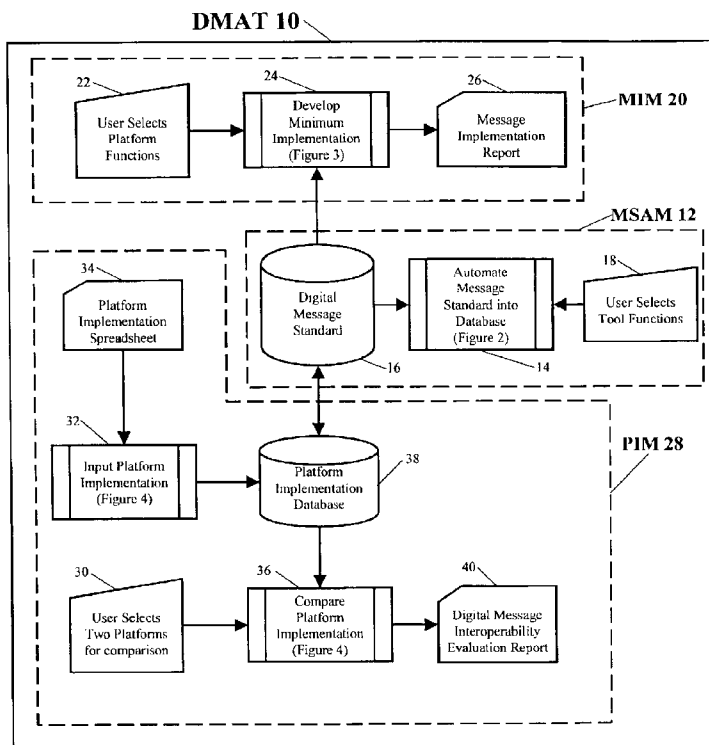 DMAT 10
22
User Selects
Platform
Functions
24
Develop
Minimum
Implementation
(Figure 3)
26
Message
Implementation
Report
MIM 20
MSAM 12
Digital
Message
Standard
16
Automate
Message
Standard into
Database
(Figure 2)
14
18
User Selects
Tool Functions
34
Platform
Implementation
Spreadsheet
32
Input Platform
Implementation
(Figure 4)
Platform
Implementation
Database
38
PIM 28
30
User Selects
Two Platforms
for comparison
36
Compare
Platform
Implementation
(Figure 4)
40
Digital Message
Interoperability
Evaluation Report